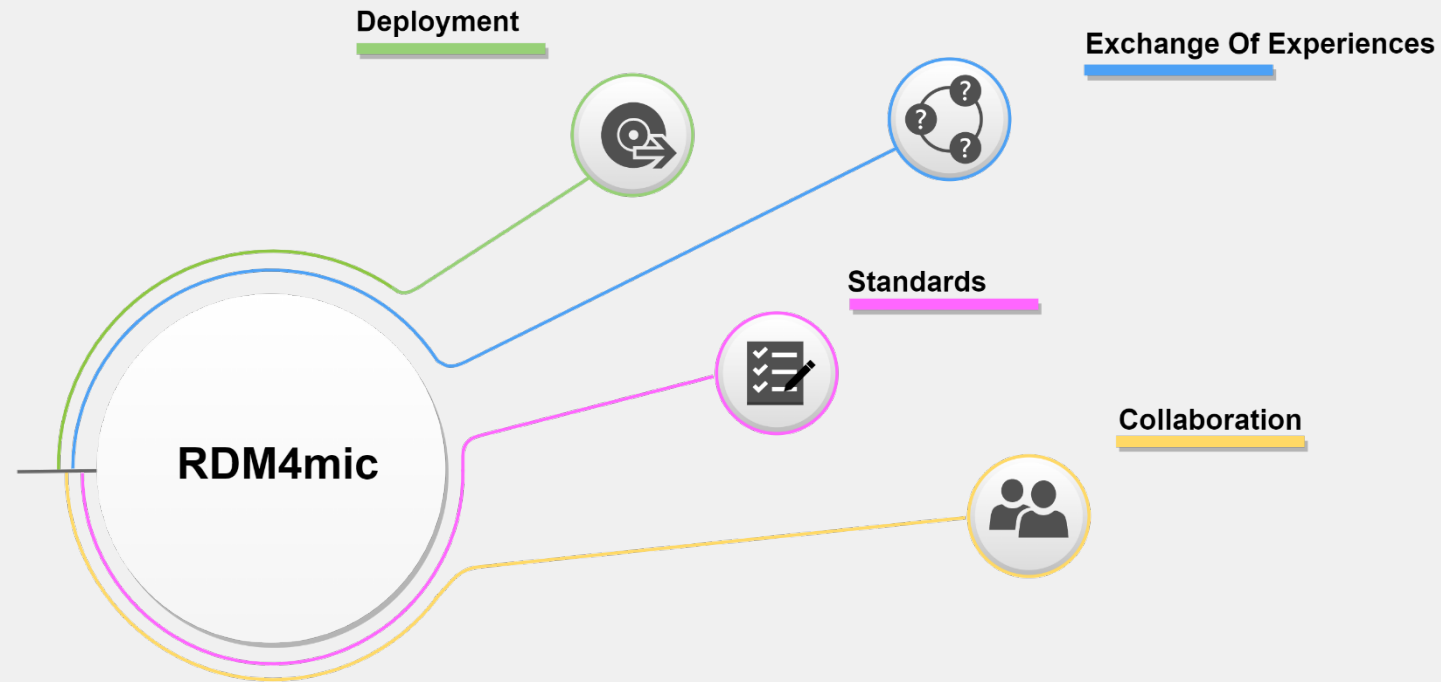 Deployment
Exchange Of Experiences
? ? ?
Standards
Collaboration
RDM4mic